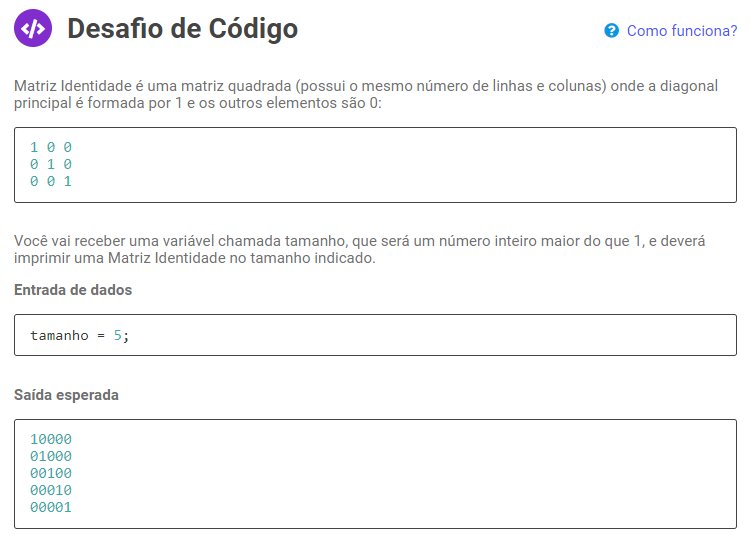 </> Desafio de Código
? Como funciona?
Matriz Identidade é uma matriz quadrada (possui o mesmo número de linhas e colunas) onde a diagonal
principal é formada por 1 e os outros elementos são 0:
1 0 0
0 1 0
0 0 1
Você vai receber uma variável chamada tamanho, que será um número inteiro maior do que 1, e deverá
imprimir uma Matriz Identidade no tamanho indicado.
Entrada de dados
tamanho = 5;
Saída esperada
10000
01000
00100
00010
00001